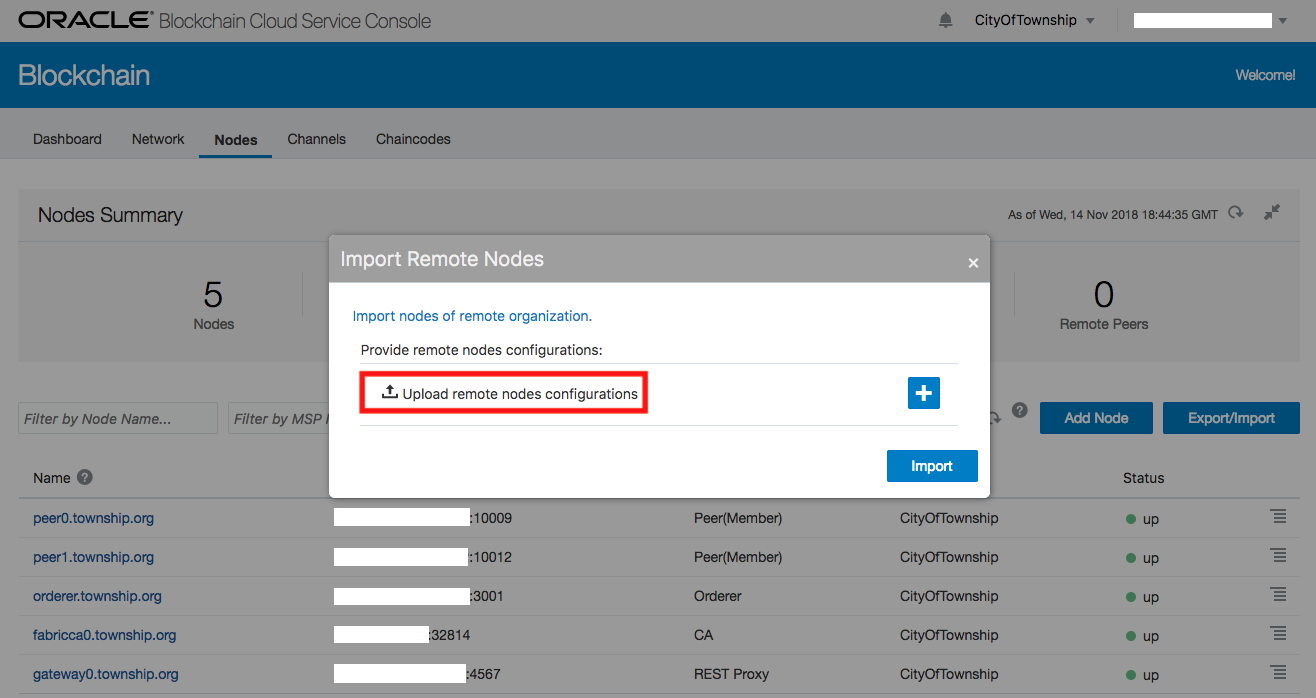 ORACLE® Blockchain Cloud Service Console CityOfTownship
Blockchain Welcome!
Dashboard Network Nodes Channels Chaincodes
Nodes Summary As of Wed, 14 Nov 2018 18:44:35 GMT
Import Remote Nodes ×
5 0
Nodes Remote Peers
Import nodes of remote organization.
Provide remote nodes configurations:
Upload remote nodes configurations
Filter by Node Name... Filter by MSP ? Add Node Export/Import
Import
Name ? Status
peer0.township.org :10009 Peer(Member) CityOfTownship up
peer1.township.org :10012 Peer(Member) CityOfTownship up
orderer.township.org :3001 Orderer CityOfTownship up
fabricca0.township.org :32814 CA CityOfTownship up
gateway0.township.org :4567 REST Proxy CityOfTownship up